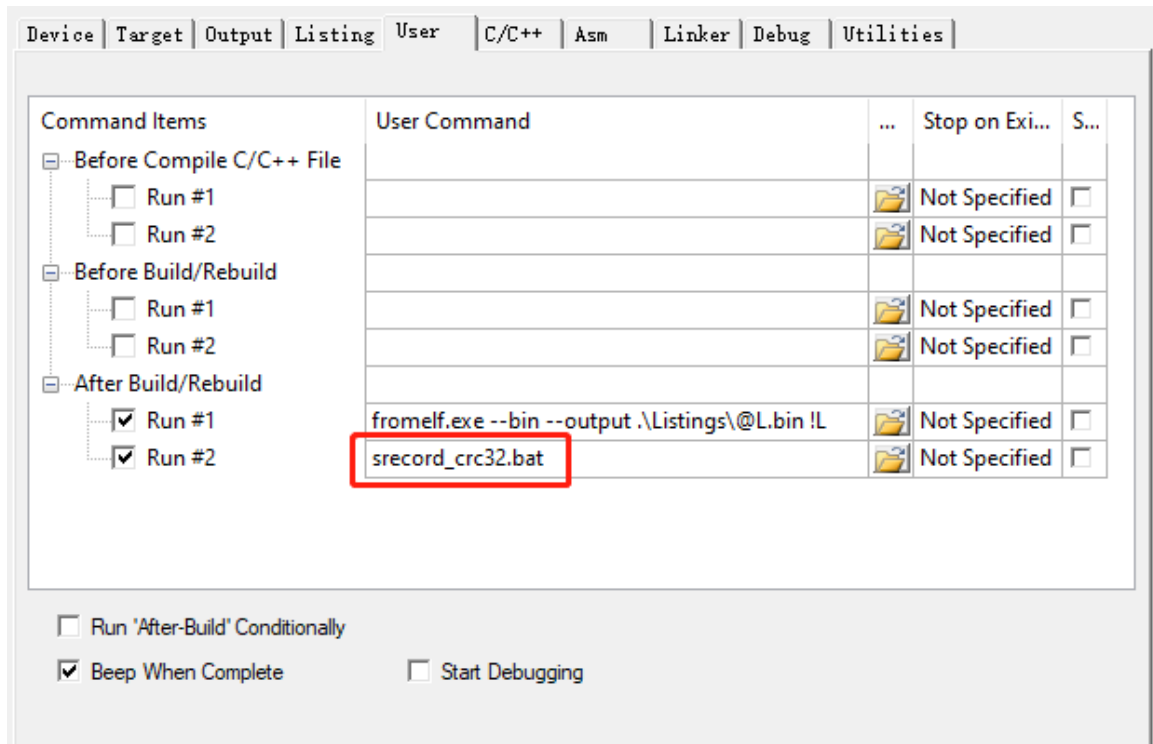 Device Target Output Listing User C/C++ Asm Linker Debug Utilities
Command Items User Command ... Stop on Exi... S...
Before Compile C/C++ File
Run #1 Not Specified
Run #2 Not Specified
Before Build/Rebuild
Run #1 Not Specified
Run #2 Not Specified
After Build/Rebuild
Run #1 fromelf.exe --bin --output .\Listings\@L.bin !L Not Specified
Run #2 srecord_crc32.bat Not Specified
Run 'After-Build' Conditionally
Beep When Complete Start Debugging